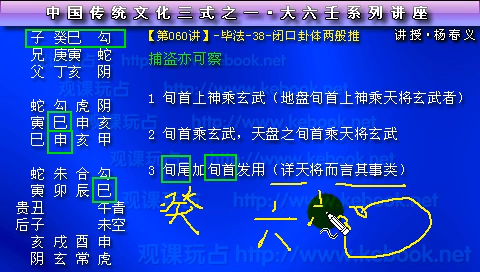 中国传统文化三式之一·大六壬系列讲座
子 癸巳 勾
兄 庚寅 蛇
父 丁亥 阴
【第060讲】-毕法-38-闭口卦体两般推
讲授·杨春义
捕盗亦可察
蛇 勾 虎 阴
寅 巳 申 亥
巳 申 亥 甲
1 旬首上神乘玄武(地盘旬首上神乘天将玄武者)
2 旬首乘玄武,天盘之旬首乘天将玄武
3 旬尾加旬首发用(详天将而言其事类)
蛇 朱 合 勾
寅 卯 辰 巳
贵丑 午青
后子 未空
亥 戌 酉 申
阴 玄 常 虎
癸 六
观课玩占 http://www.kebook.net